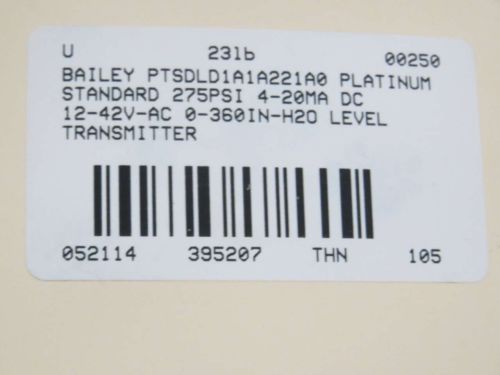 U 23lb 00250
BAILEY PTSDLD1A1A221A0 PLATINUM
STANDARD 275PSI 4-20MA DC
12-42V-AC 0-360IN-H2O LEVEL
TRANSMITTER
052114 395207 THN 105